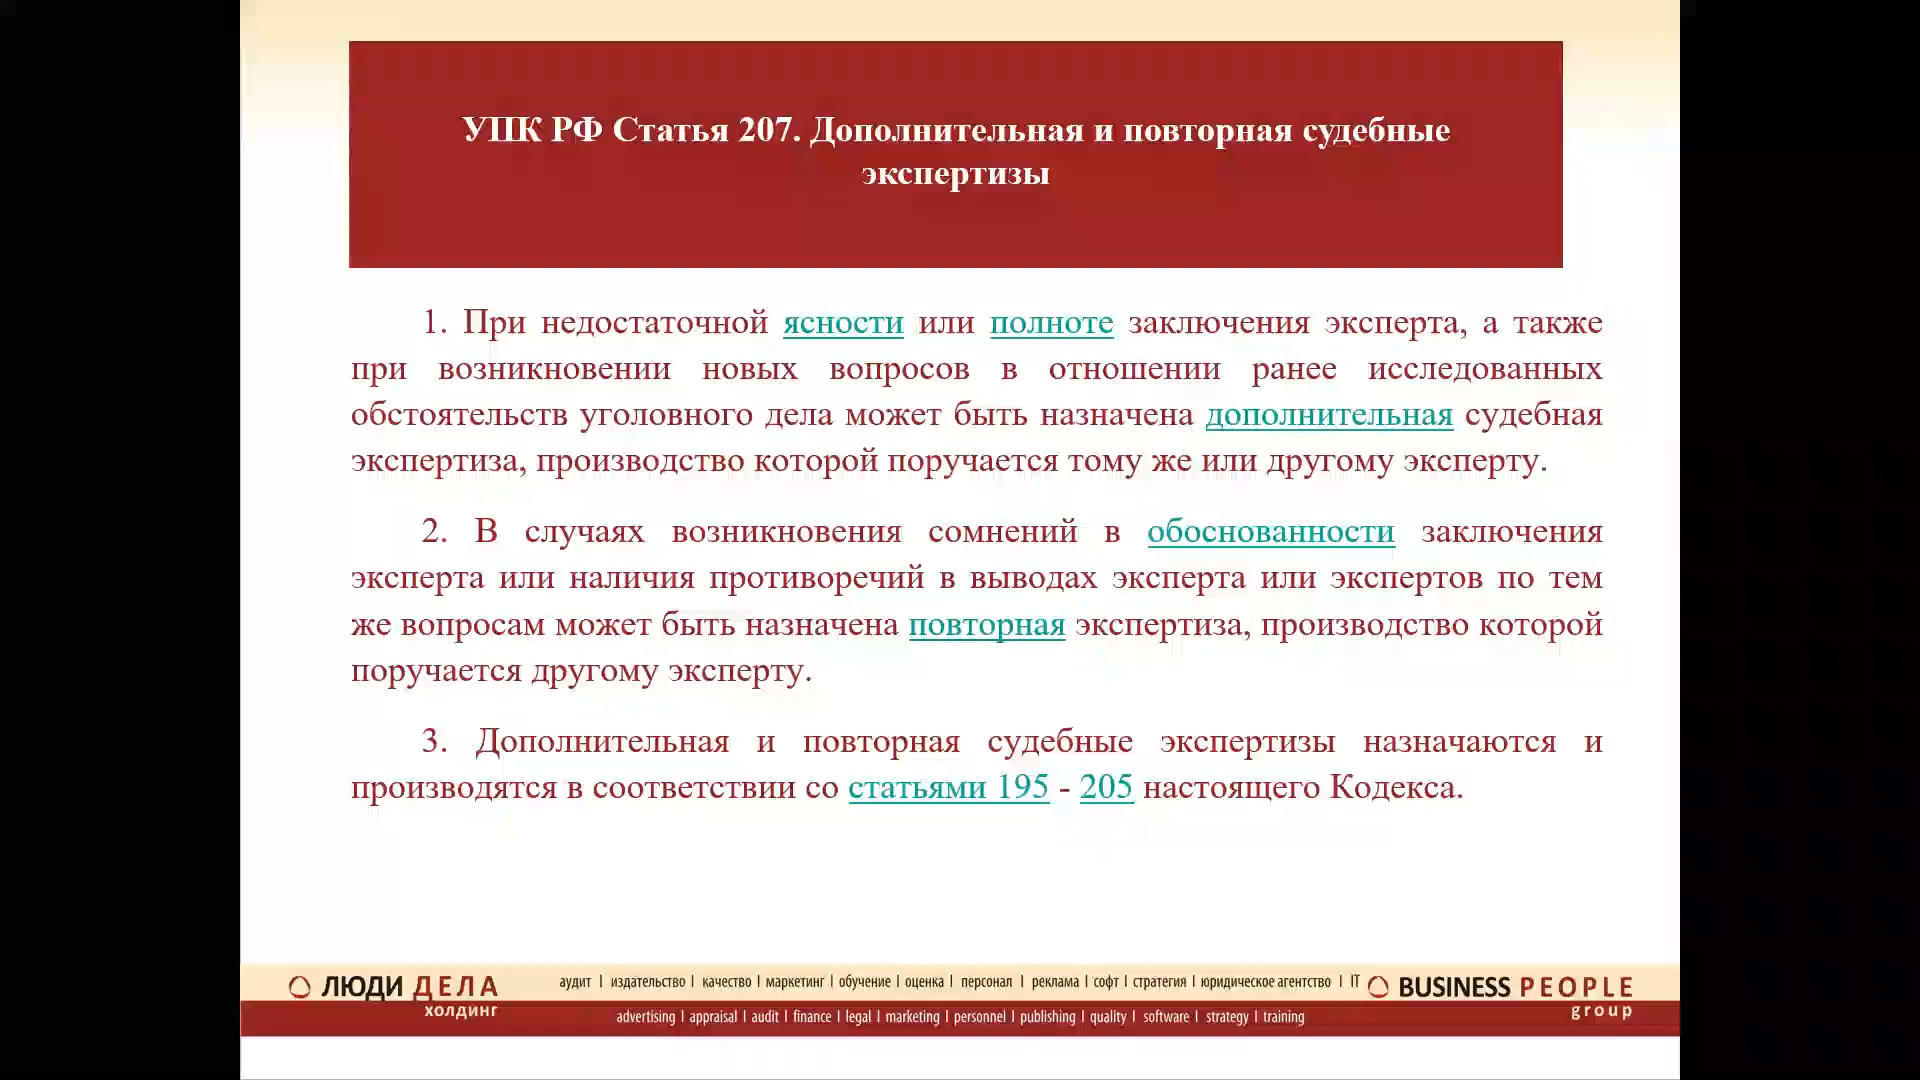 УПК РФ Статья 207. Дополнительная и повторная судебные
экспертизы
1. При недостаточной ясности или полноте заключения эксперта, а также
при возникновении новых вопросов в отношении ранее исследованных
обстоятельств уголовного дела может быть назначена дополнительная судебная
экспертиза, производство которой поручается тому же или другому эксперту.
2. В случаях возникновения сомнений в обоснованности заключения
эксперта или наличия противоречий в выводах эксперта или экспертов по тем
же вопросам может быть назначена повторная экспертиза, производство которой
поручается другому эксперту.
3. Дополнительная и повторная судебные экспертизы назначаются и
производятся в соответствии со статьями 195 - 205 настоящего Кодекса.
ЛЮДИ ДЕЛА
холдинг
аудит | издательство | качество | маркетинг | обучение | оценка | персонал | реклама | софт | стратегия | юридическое агентство | IT
advertising | appraisal | audit | finance | legal | marketing | personnel | publishing | quality | software | strategy | training
BUSINESS PEOPLE
group